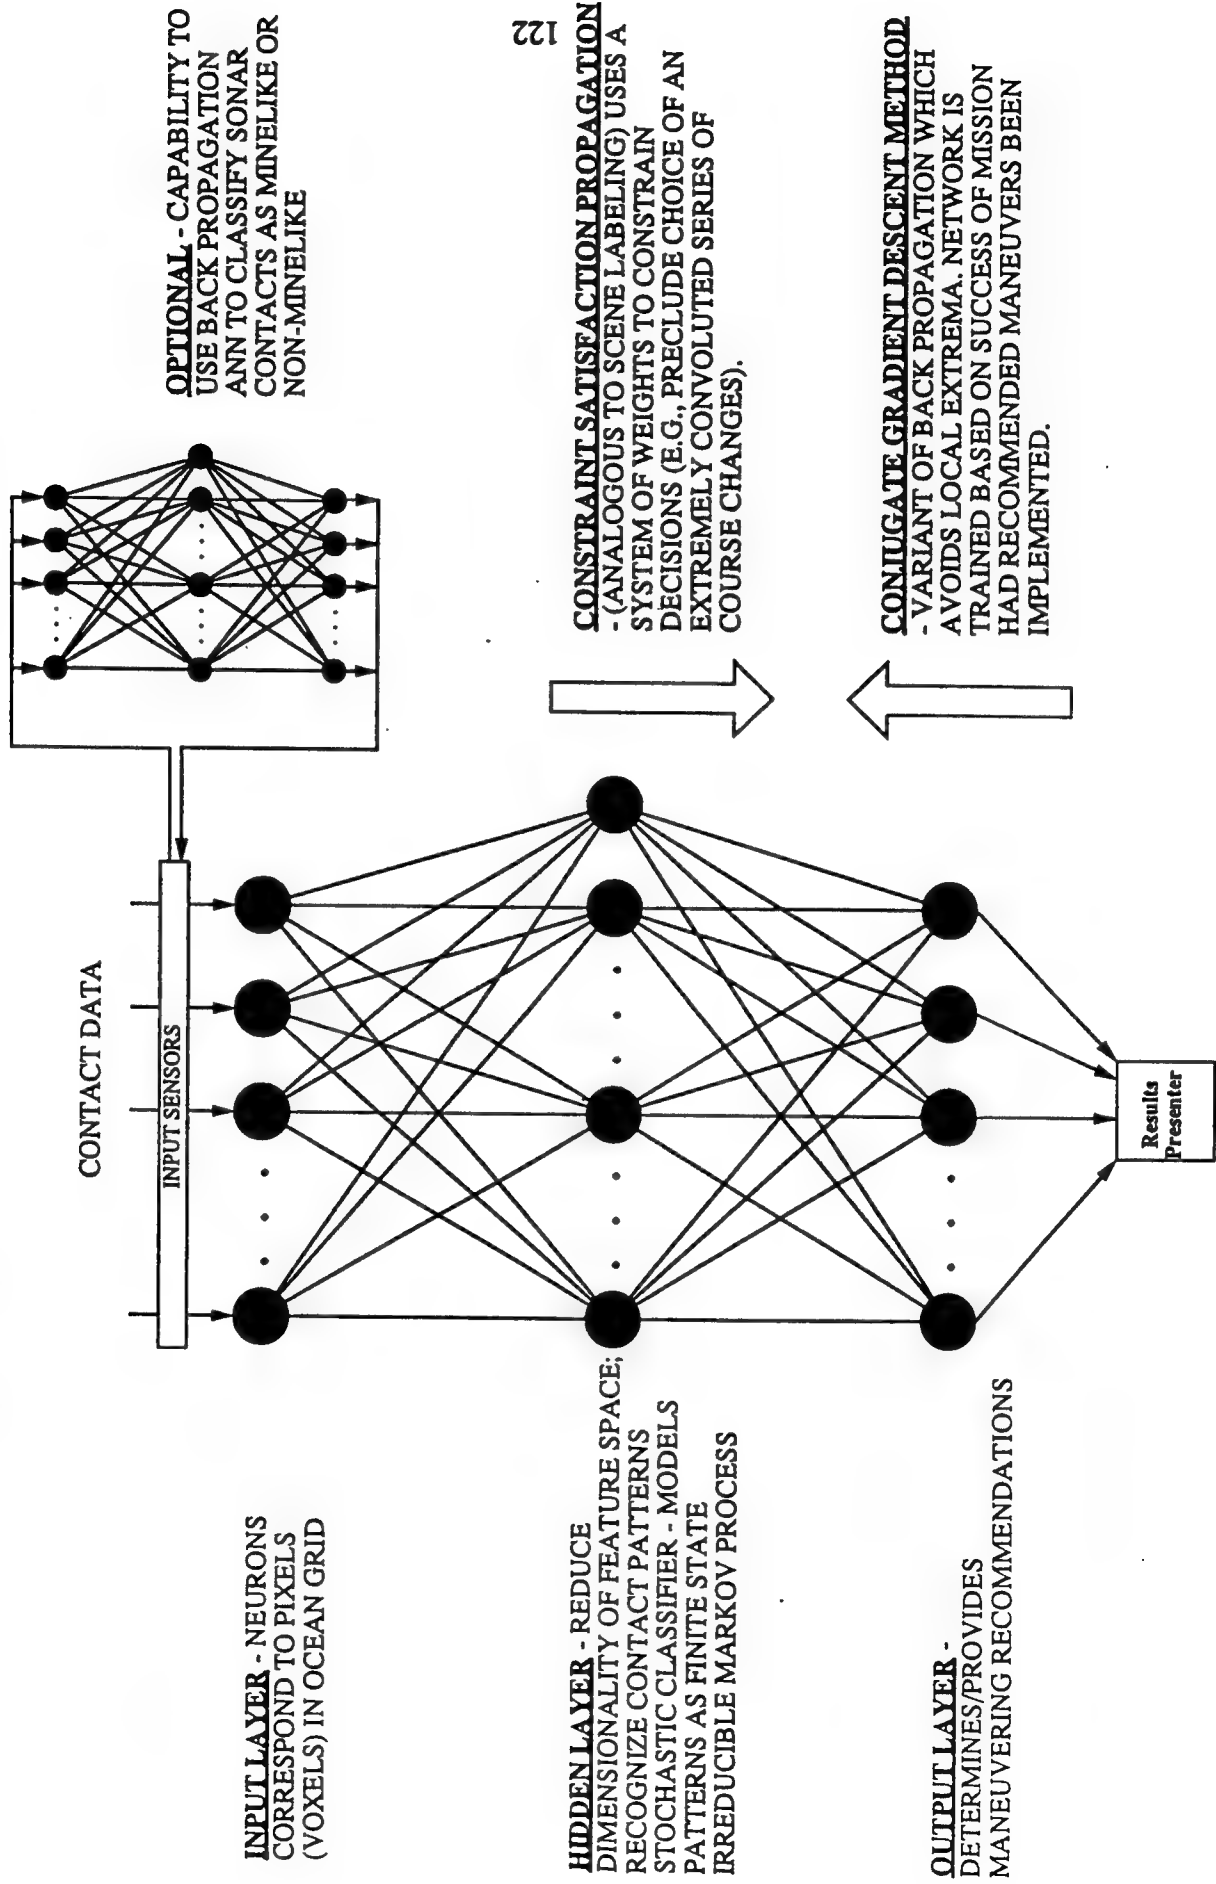 CONTACT DATA
INPUT SENSORS
INPUT LAYER - NEURONS
CORRESPOND TO PIXELS
(VOXELS) IN OCEAN GRID
HIDDEN LAYER - REDUCE
DIMENSIONALITY OF FEATURE SPACE;
RECOGNIZE CONTACT PATTERNS
STOCHASTIC CLASSIFIER - MODELS
PATTERNS AS FINITE STATE
IRREDUCIBLE MARKOV PROCESS
OUTPUT LAYER -
DETERMINES/PROVIDES
MANEUVERING RECOMMENDATIONS
Results
Presenter
OPTIONAL - CAPABILITY TO
USE BACK PROPAGATION
ANN TO CLASSIFY SONAR
CONTACTS AS MINELIKE OR
NON-MINELIKE
CONSTRAINT SATISFACTION PROPAGATION
- (ANALOGOUS TO SCENE LABELING) USES A
SYSTEM OF WEIGHTS TO CONSTRAIN
DECISIONS (E.G., PRECLUDE CHOICE OF AN
EXTREMELY CONVOLUTED SERIES OF
COURSE CHANGES).
CONJUGATE GRADIENT DESCENT METHOD
- VARIANT OF BACK PROPAGATION WHICH
AVOIDS LOCAL EXTREMA. NETWORK IS
TRAINED BASED ON SUCCESS OF MISSION
HAD RECOMMENDED MANEUVERS BEEN
IMPLEMENTED.
122